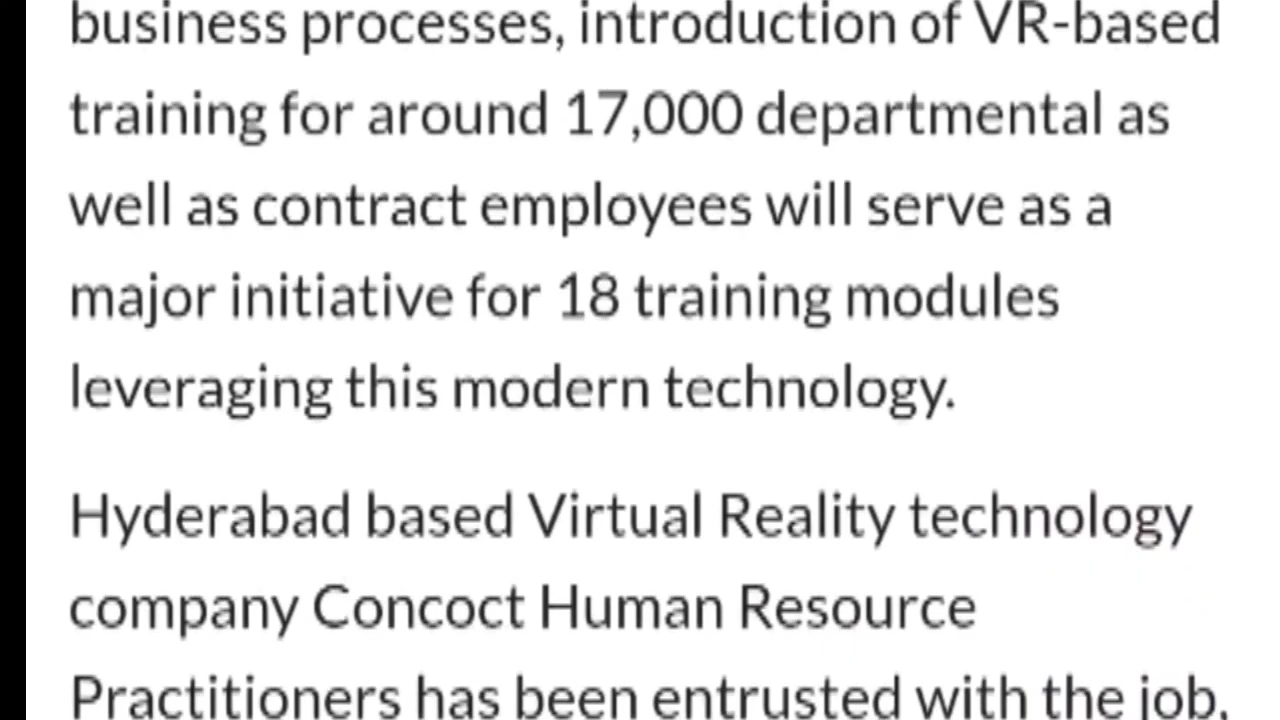 business processes, introduction of VR-based
training for around 17,000 departmental as
well as contract employees will serve as a
major initiative for 18 training modules
leveraging this modern technology.
Hyderabad based Virtual Reality technology
company Concoct Human Resource
Practitioners has been entrusted with the job,